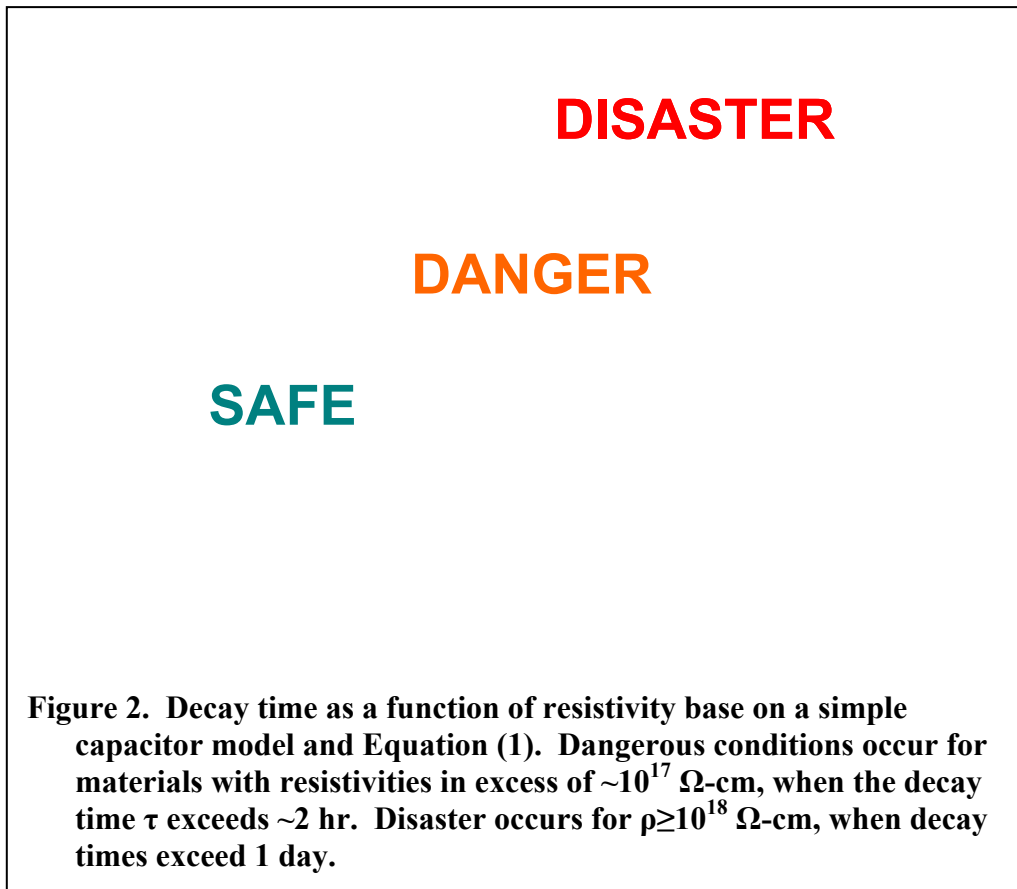 DISASTER
DANGER
SAFE
Figure 2. Decay time as a function of resistivity base on a simple
capacitor model and Equation (1). Dangerous conditions occur for
materials with resistivities in excess of ~10¹⁷ Ω-cm, when the decay
time τ exceeds ~2 hr. Disaster occurs for ρ≥10¹⁸ Ω-cm, when decay
times exceed 1 day.